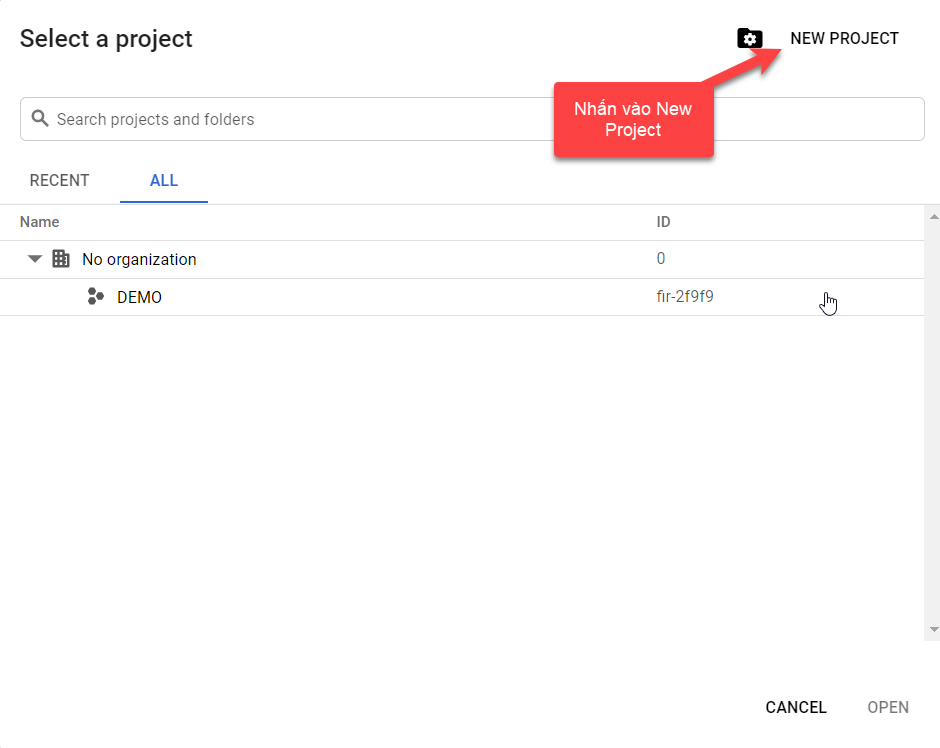 Select a project
NEW PROJECT
Nhấn vào New
Project
Search projects and folders
RECENT
ALL
Name ID
No organization 0
DEMO fir-2f9f9
CANCEL
OPEN